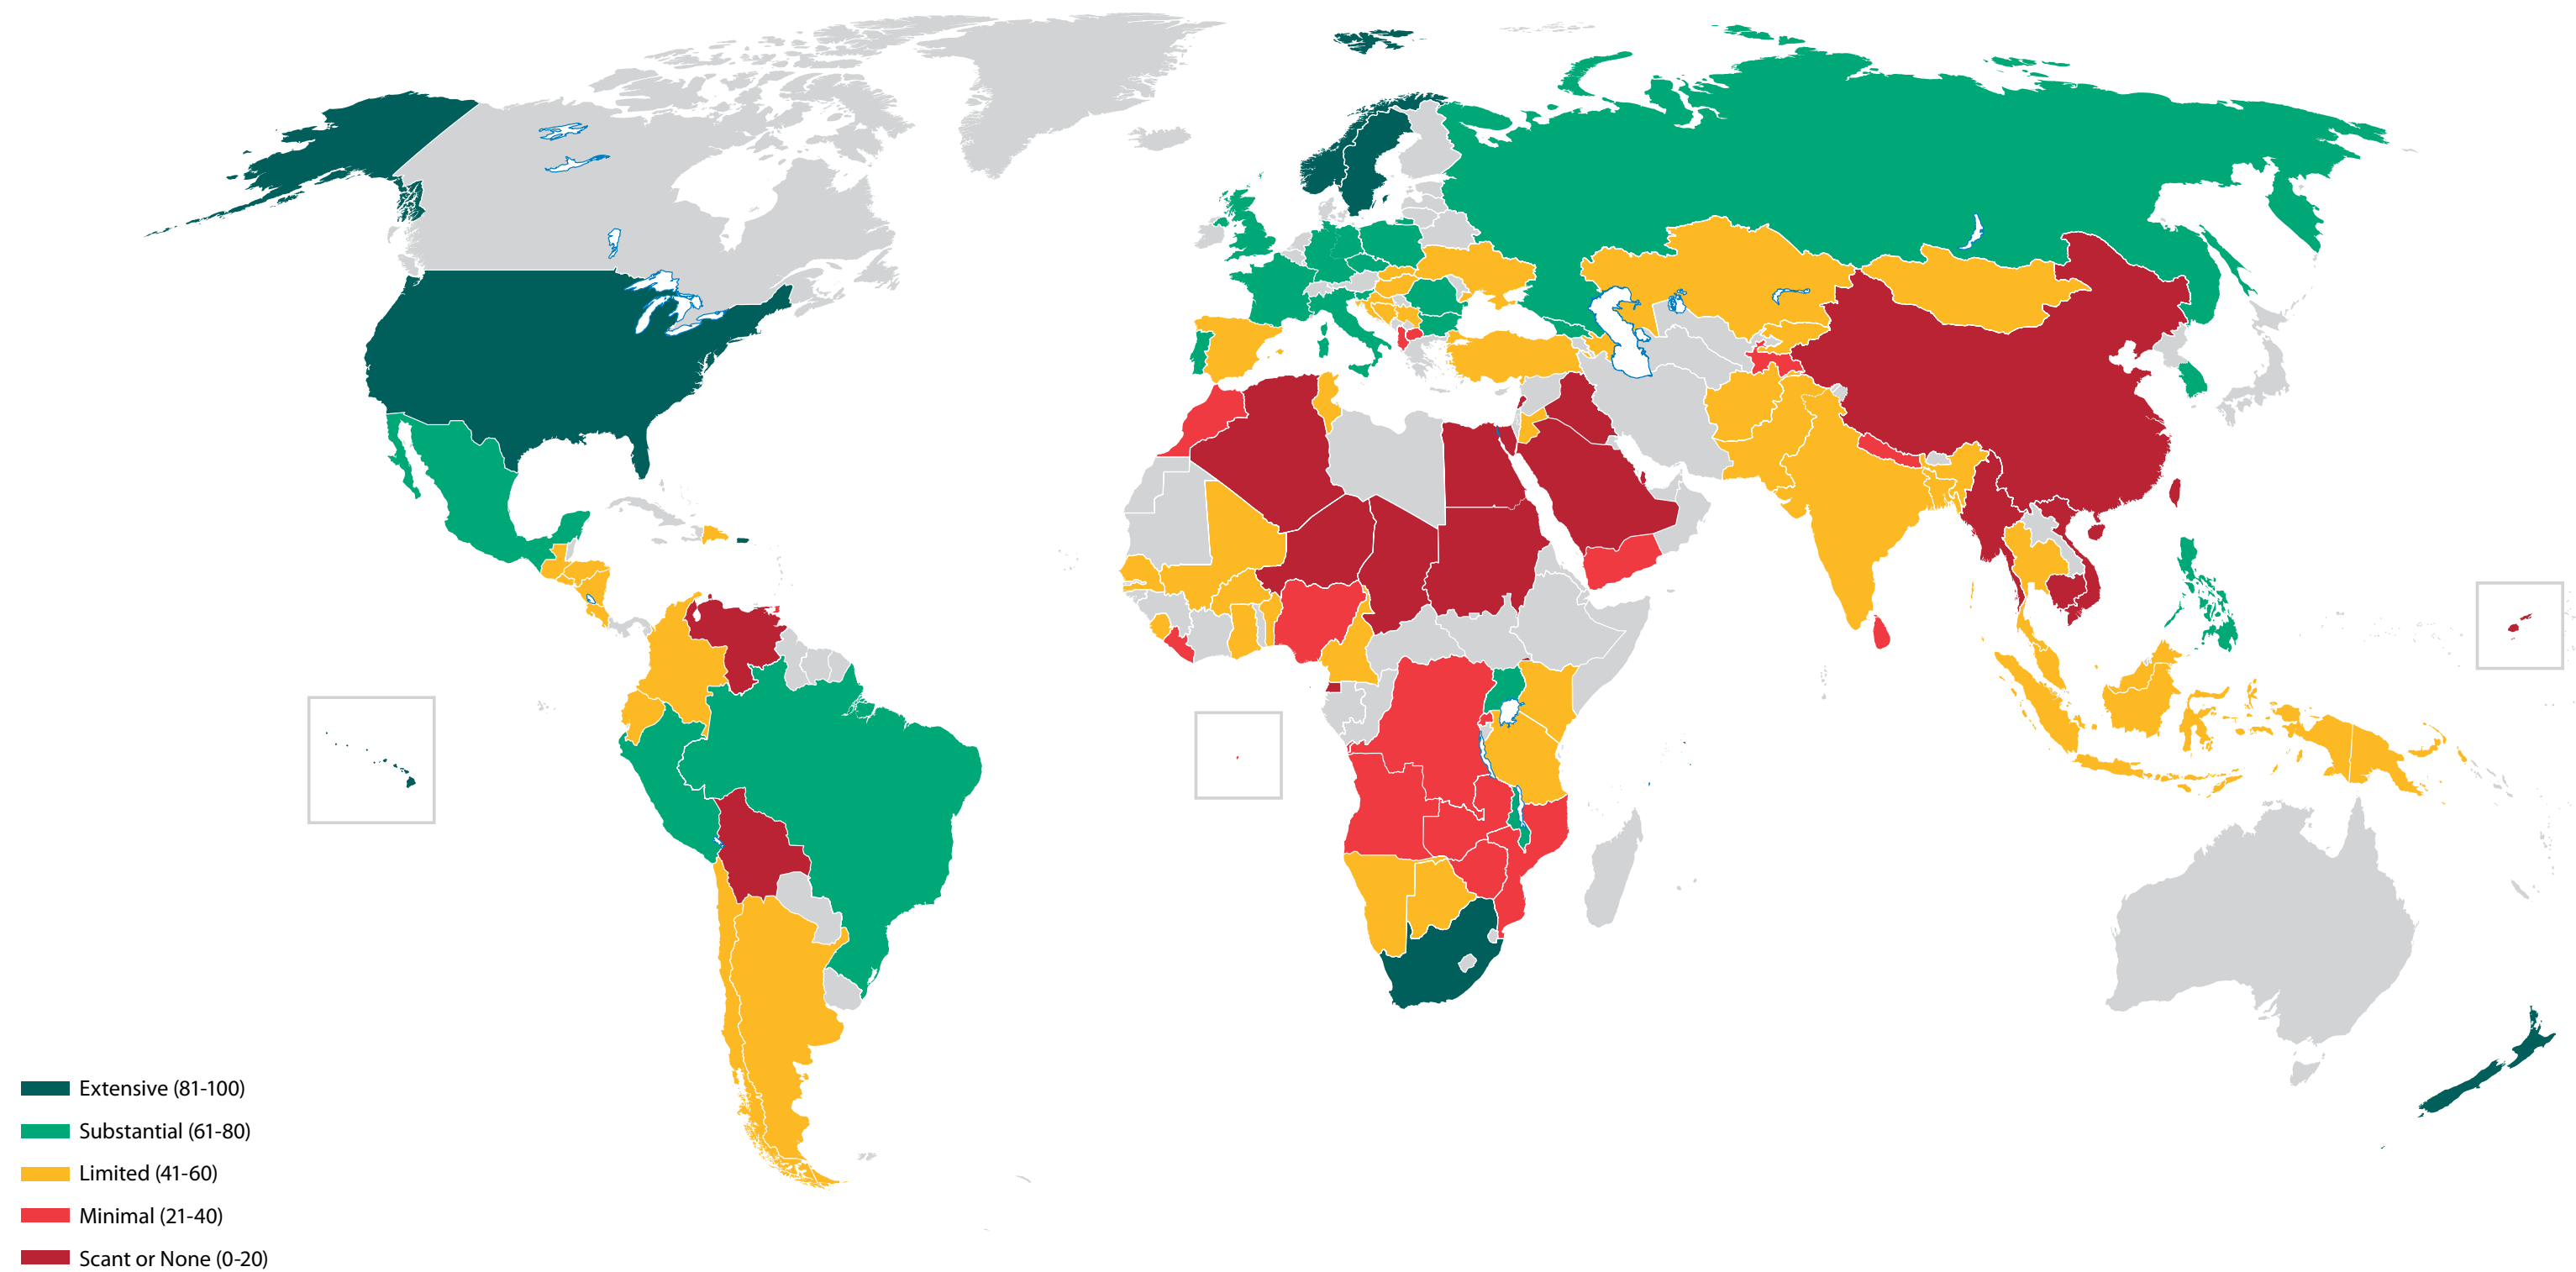 Extensive (81-100)
Substantial (61-80)
Limited (41-60)
Minimal (21-40)
Scant or None (0-20)